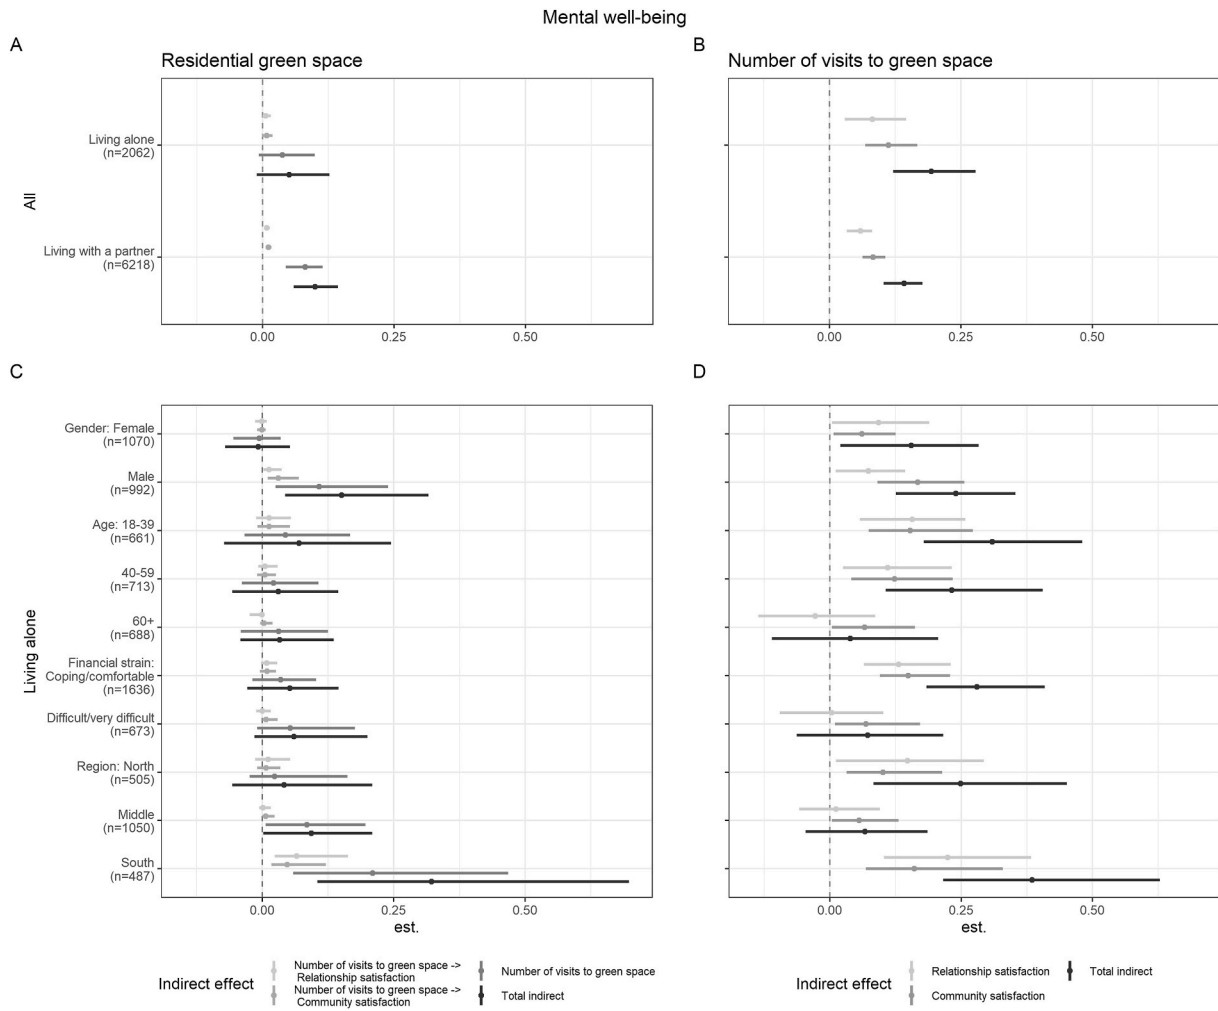 Mental well-being
A
B
Residential green space
Number of visits to green space
All
Living alone
(n=2062)
Living with a partner
(n=6218)
0.00
0.25
0.50
0.00
0.25
0.50
C
D
Living alone
Gender: Female
(n=1070)
Male
(n=992)
Age: 18-39
(n=661)
40-59
(n=713)
60+
(n=688)
Financial strain:
Coping/comfortable
(n=1636)
Difficult/very difficult
(n=673)
Region: North
(n=505)
Middle
(n=1050)
South
(n=487)
0.00
0.25
0.50
est.
0.00
0.25
0.50
est.
Indirect effect
Number of visits to green space ->
Relationship satisfaction
Number of visits to green space ->
Community satisfaction
Number of visits to green space
Total indirect
Indirect effect
Relationship satisfaction
Community satisfaction
Total indirect